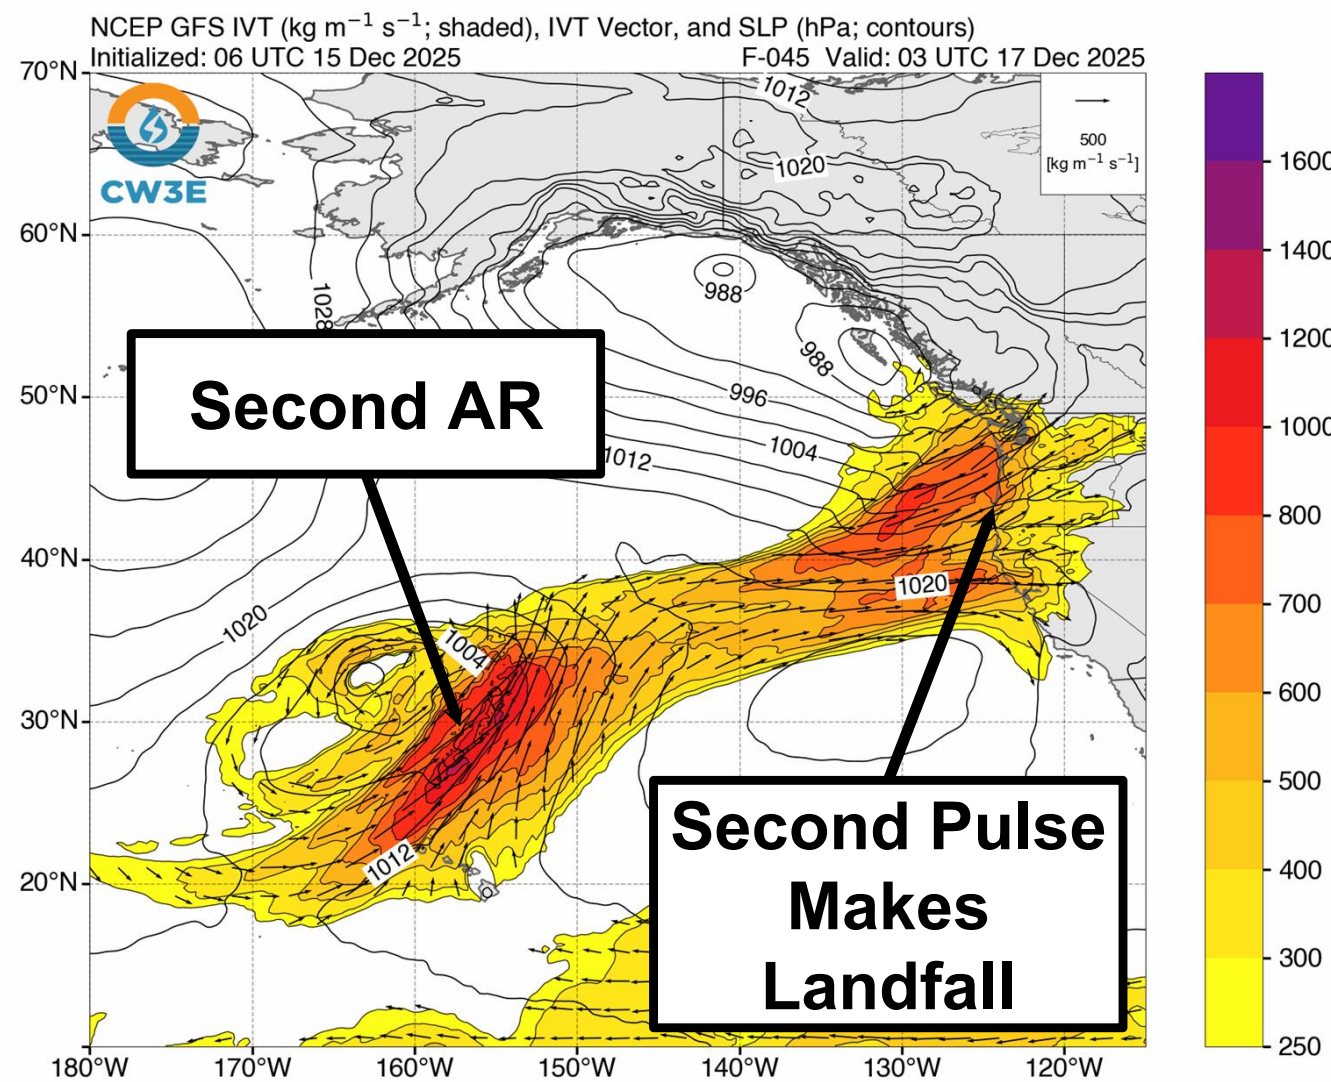 NCEP GFS IVT (kg m⁻¹ s⁻¹; shaded), IVT Vector, and SLP (hPa; contours)
Initialized: 06 UTC 15 Dec 2025
F-045 Valid: 03 UTC 17 Dec 2025
70°N
60°N
50°N
40°N
30°N
20°N
CW3E
1012
1020
500
[kg m⁻¹ s⁻¹]
1028
988
988
996
1004
1012
Second AR
1020
1020
1004
1012
Second Pulse
Makes
Landfall
180°W
170°W
160°W
150°W
140°W
130°W
120°W
1600
1400
1200
1000
800
700
600
500
400
300
250